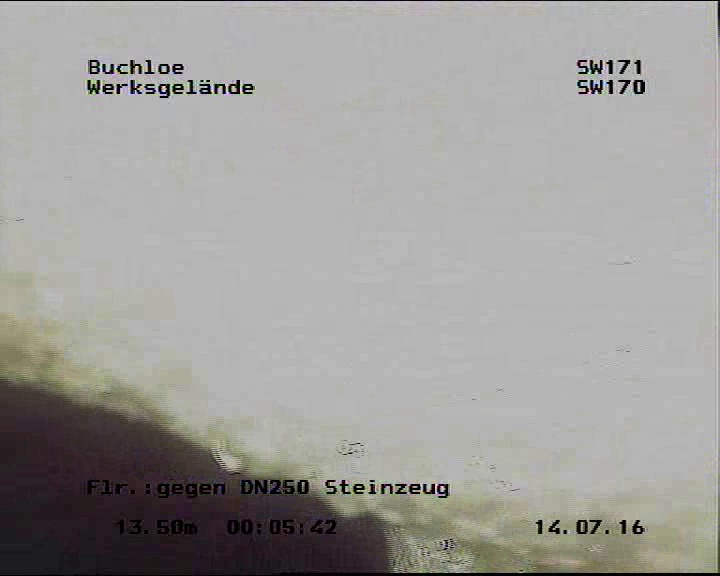 Buchloe SW171
Werksgelände SW170
Flr.:gegen DN250 Steinzeug
13.50m 00:05:42 14.07.16